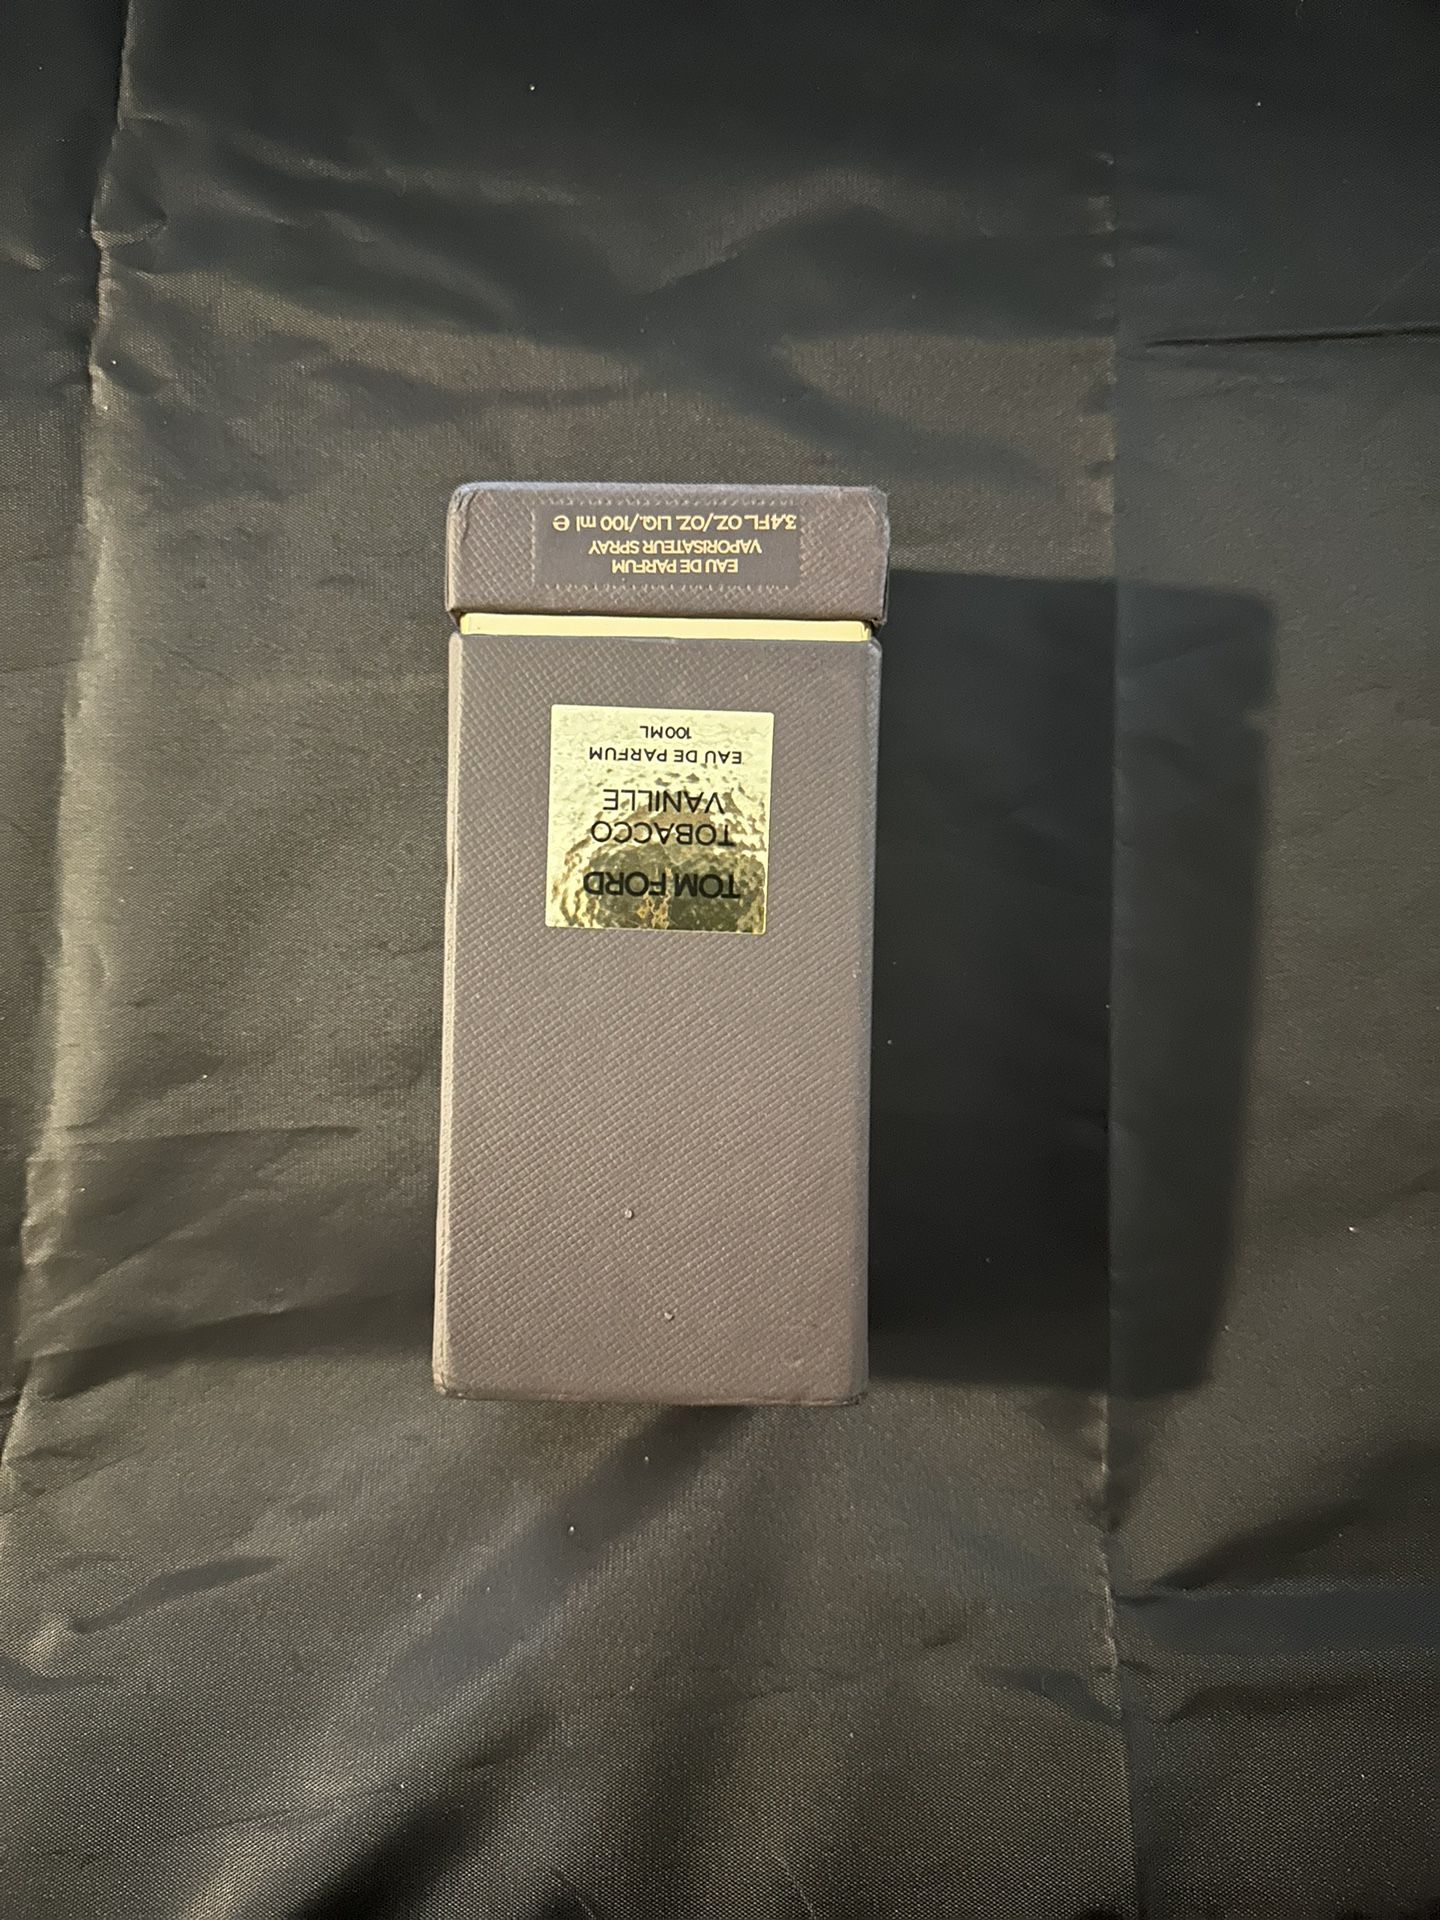 TOM FORD
TOBACCO
VANILLE
EAU DE PARFUM
100ML
EAU DE PARFUM
VAPORISATEUR SPRAY
3.4FL.OZ./OZ. LIQ./100 ml ℮